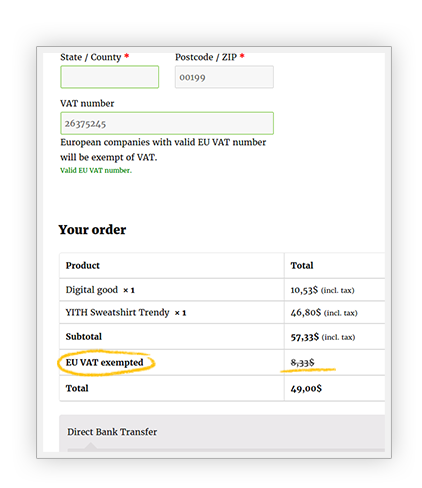 State / County * Postcode / ZIP *
00199
VAT number
26375245
European companies with valid EU VAT number
will be exempt of VAT.
Valid EU VAT number.
Your order
Product Total
Digital good × 1 10,53$ (incl. tax)
YITH Sweatshirt Trendy × 1 46,80$ (incl. tax)
Subtotal 57,33$ (incl. tax)
EU VAT exempted 8,33$
Total 49,00$
Direct Bank Transfer